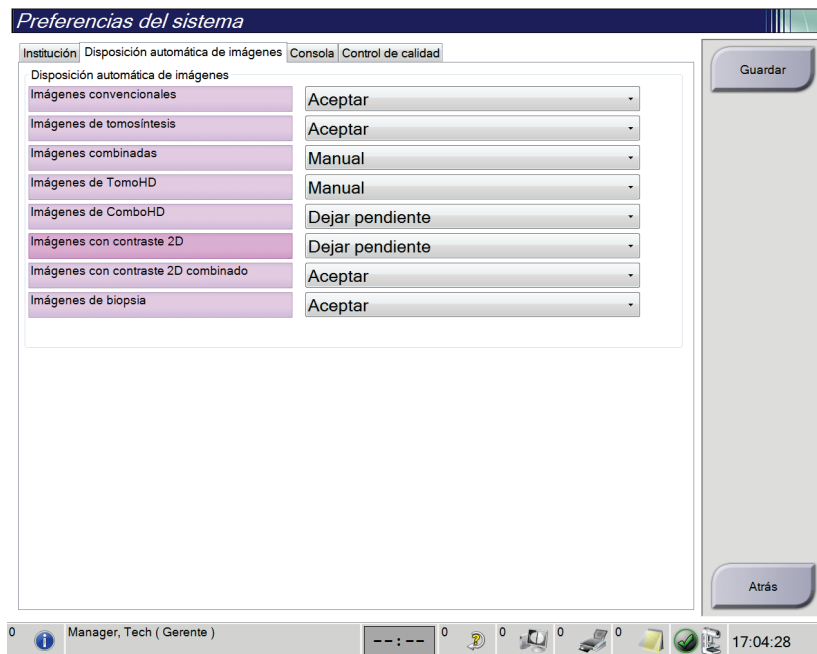 Preferencias del sistema
Institución Disposición automática de imágenes Consola Control de calidad
Guardar
Disposición automática de imágenes
Imágenes convencionales Aceptar
Imágenes de tomosíntesis Aceptar
Imágenes combinadas Manual
Imágenes de TomoHD Manual
Imágenes de ComboHD Dejar pendiente
Imágenes con contraste 2D Dejar pendiente
Imágenes con contraste 2D combinado Aceptar
Imágenes de biopsia Aceptar
Atrás
0 Manager, Tech ( Gerente ) --:-- 0 0 0 0 17:04:28